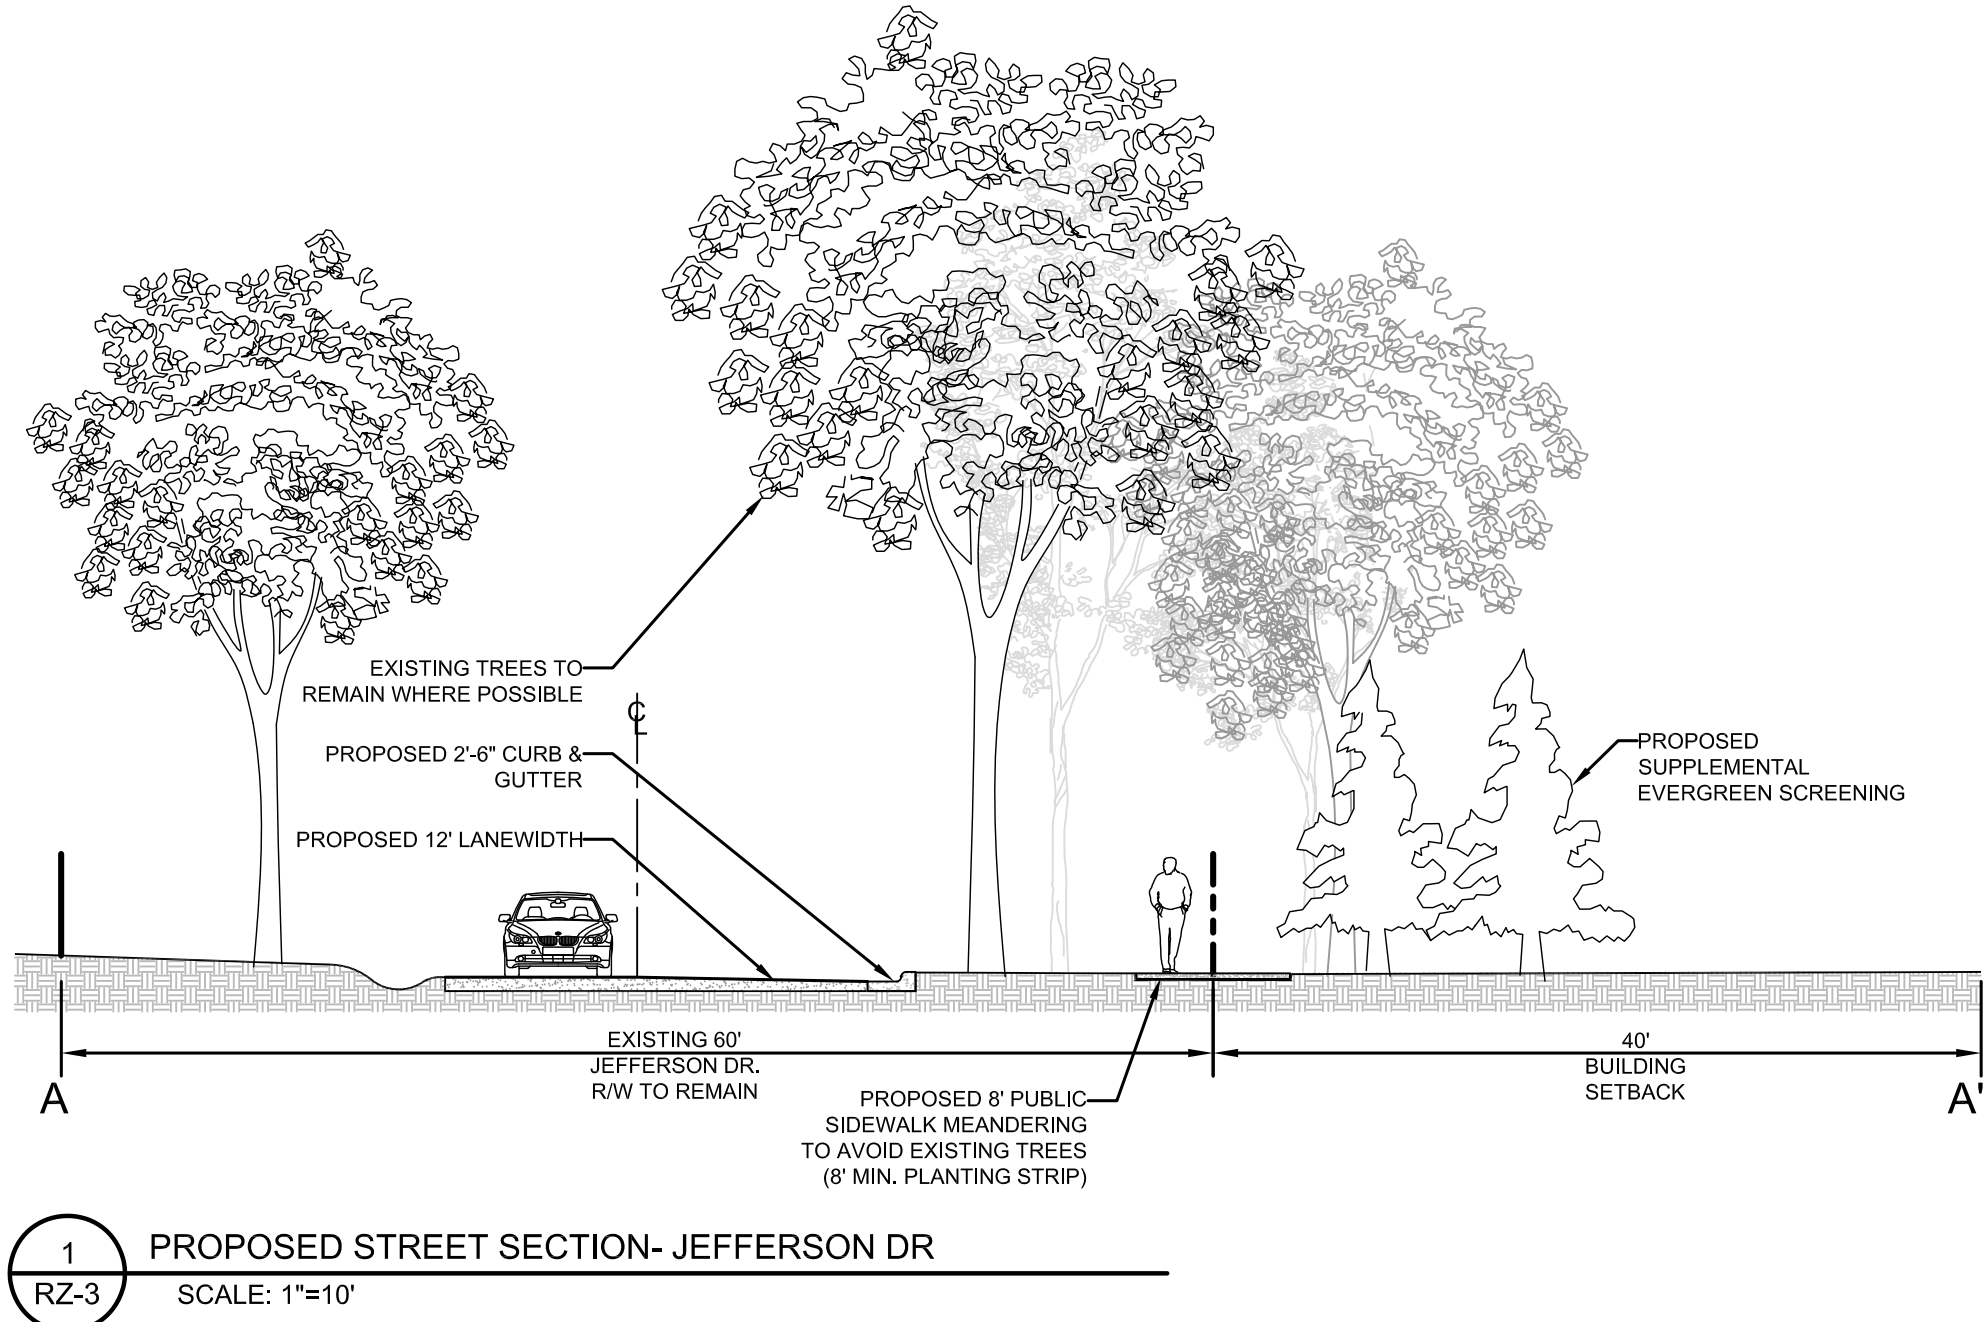 EXISTING TREES TO
REMAIN WHERE POSSIBLE
CL
PROPOSED 2'-6" CURB &
GUTTER
PROPOSED 12' LANEWIDTH
PROPOSED
SUPPLEMENTAL
EVERGREEN SCREENING
EXISTING 60'
JEFFERSON DR.
R/W TO REMAIN
40'
BUILDING
SETBACK
A
A'
PROPOSED 8' PUBLIC
SIDEWALK MEANDERING
TO AVOID EXISTING TREES
(8' MIN. PLANTING STRIP)
1
RZ-3
PROPOSED STREET SECTION- JEFFERSON DR
SCALE: 1"=10'